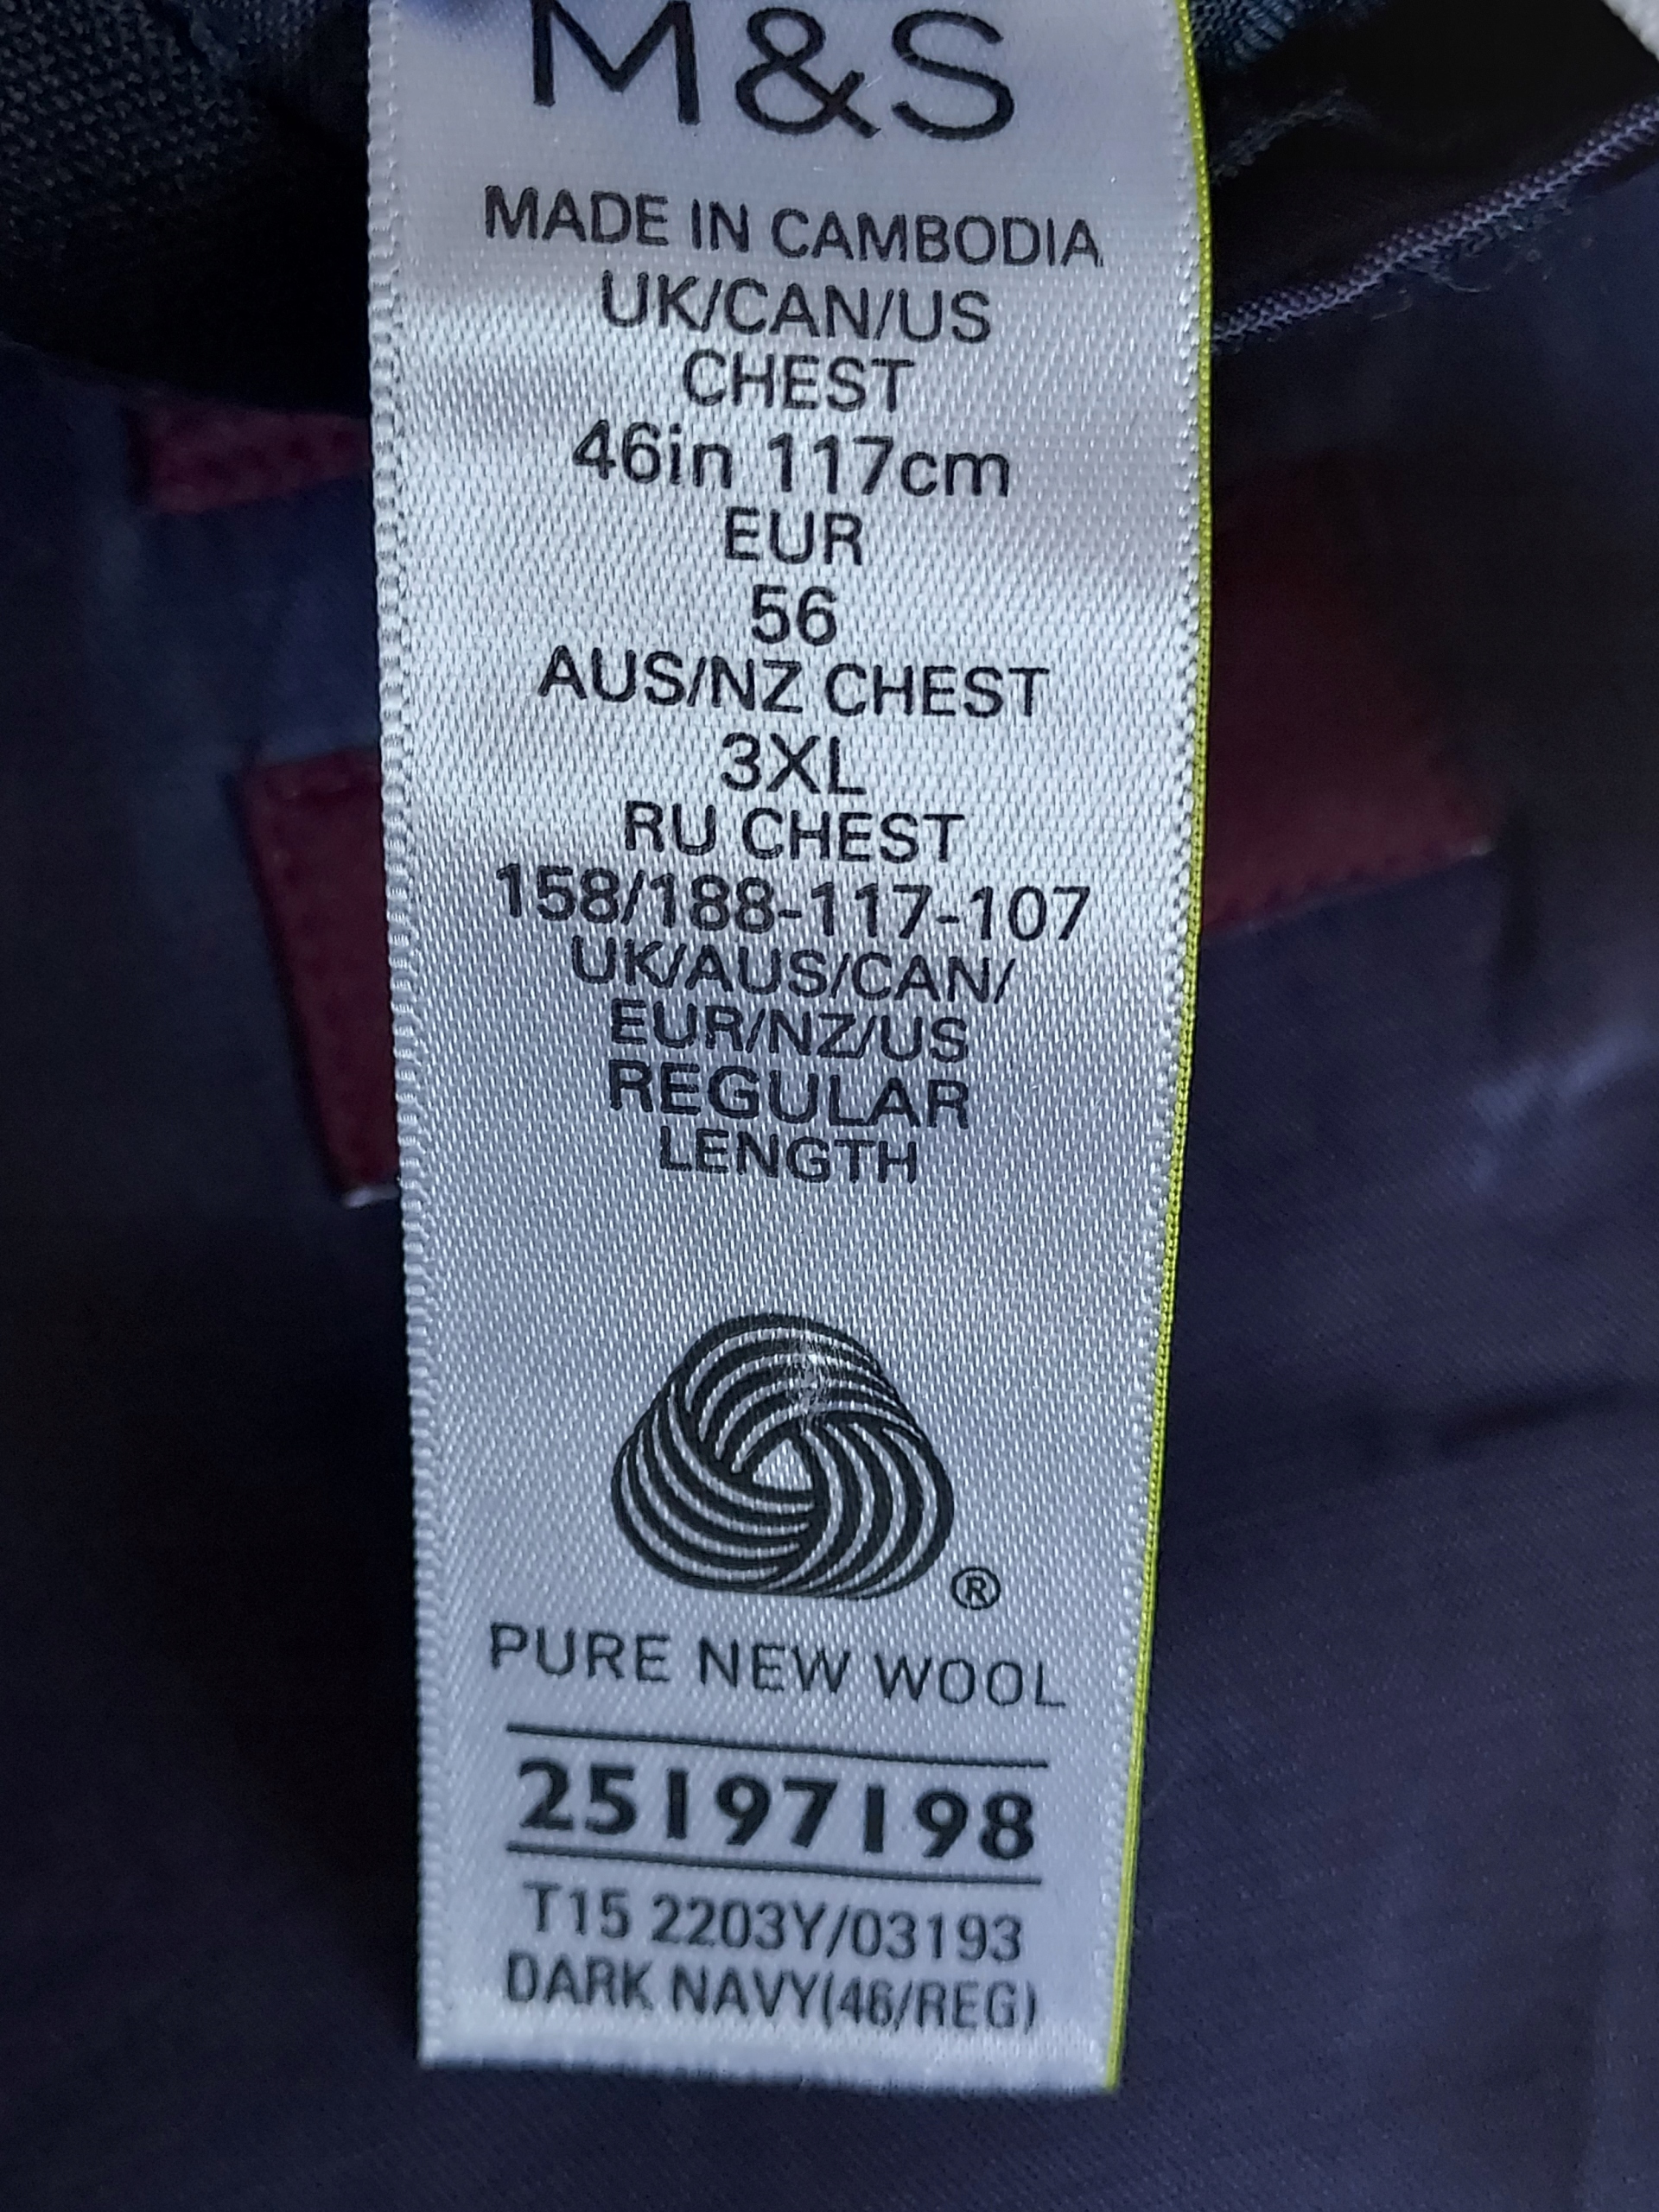 M&S
MADE IN CAMBODIA
UK/CAN/US
CHEST
46in 117cm
EUR
56
AUS/NZ CHEST
3XL
RU CHEST
158/188-117-107
UK/AUS/CAN/
EUR/NZ/US
REGULAR
LENGTH
®
PURE NEW WOOL
25197198
T15 2203Y/03193
DARK NAVY(46/REG)